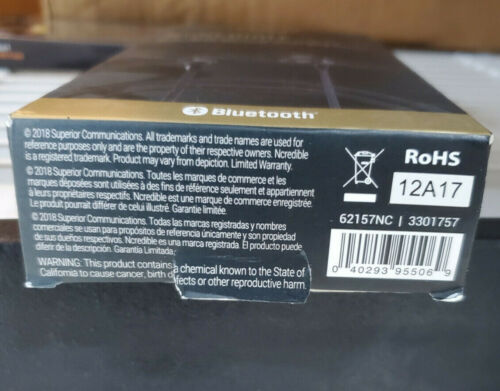 Bluetooth®
© 2018 Superior Communications. All trademarks and trade names are used for
reference purposes only and are the property of their respective owners. Ncredible
is a registered trademark. Product may vary from depiction. Limited Warranty.
© 2018 Superior Communications. Toutes les marques de commerce et les
marques déposées sont utilisées à des fins de référence seulement et appartiennent
à leurs propriétaires respectifs. Ncredible est une marque de commerce enregistrée.
Le produit pourrait différer de celui illustré. Garantie limitée.
© 2018 Superior Communications. Todas las marcas registradas y nombres
comerciales se usan para propósitos de referencia únicamente y son propiedad
de sus respectivos dueños. Ncredible es una marca registrada. El producto puede
diferir de la descripción. Garantía Limitada.
WARNING: This product contains a chemical known to the State of
California to cause cancer, birth defects or other reproductive harm.
RoHS
12A17
62157NC | 3301757
0 40293 95506 9